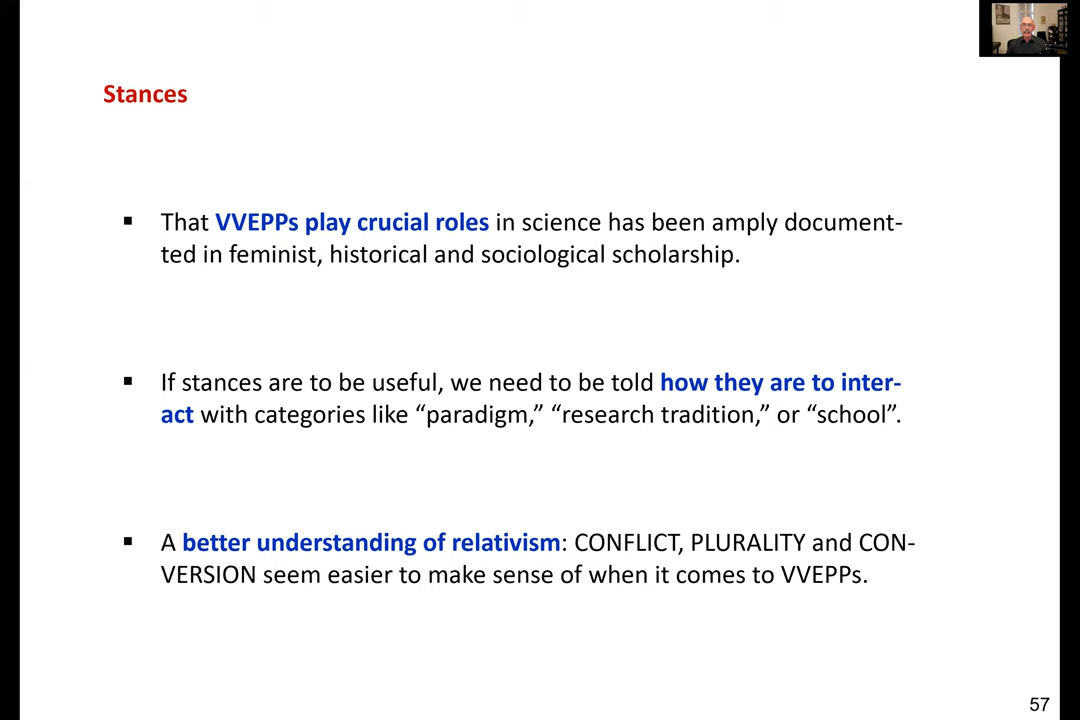 Stances
▪ That VVEPPs play crucial roles in science has been amply document-
ted in feminist, historical and sociological scholarship.
▪ If stances are to be useful, we need to be told how they are to inter-
act with categories like “paradigm,” “research tradition,” or “school”.
▪ A better understanding of relativism: CONFLICT, PLURALITY and CON-
VERSION seem easier to make sense of when it comes to VVEPPs.
57